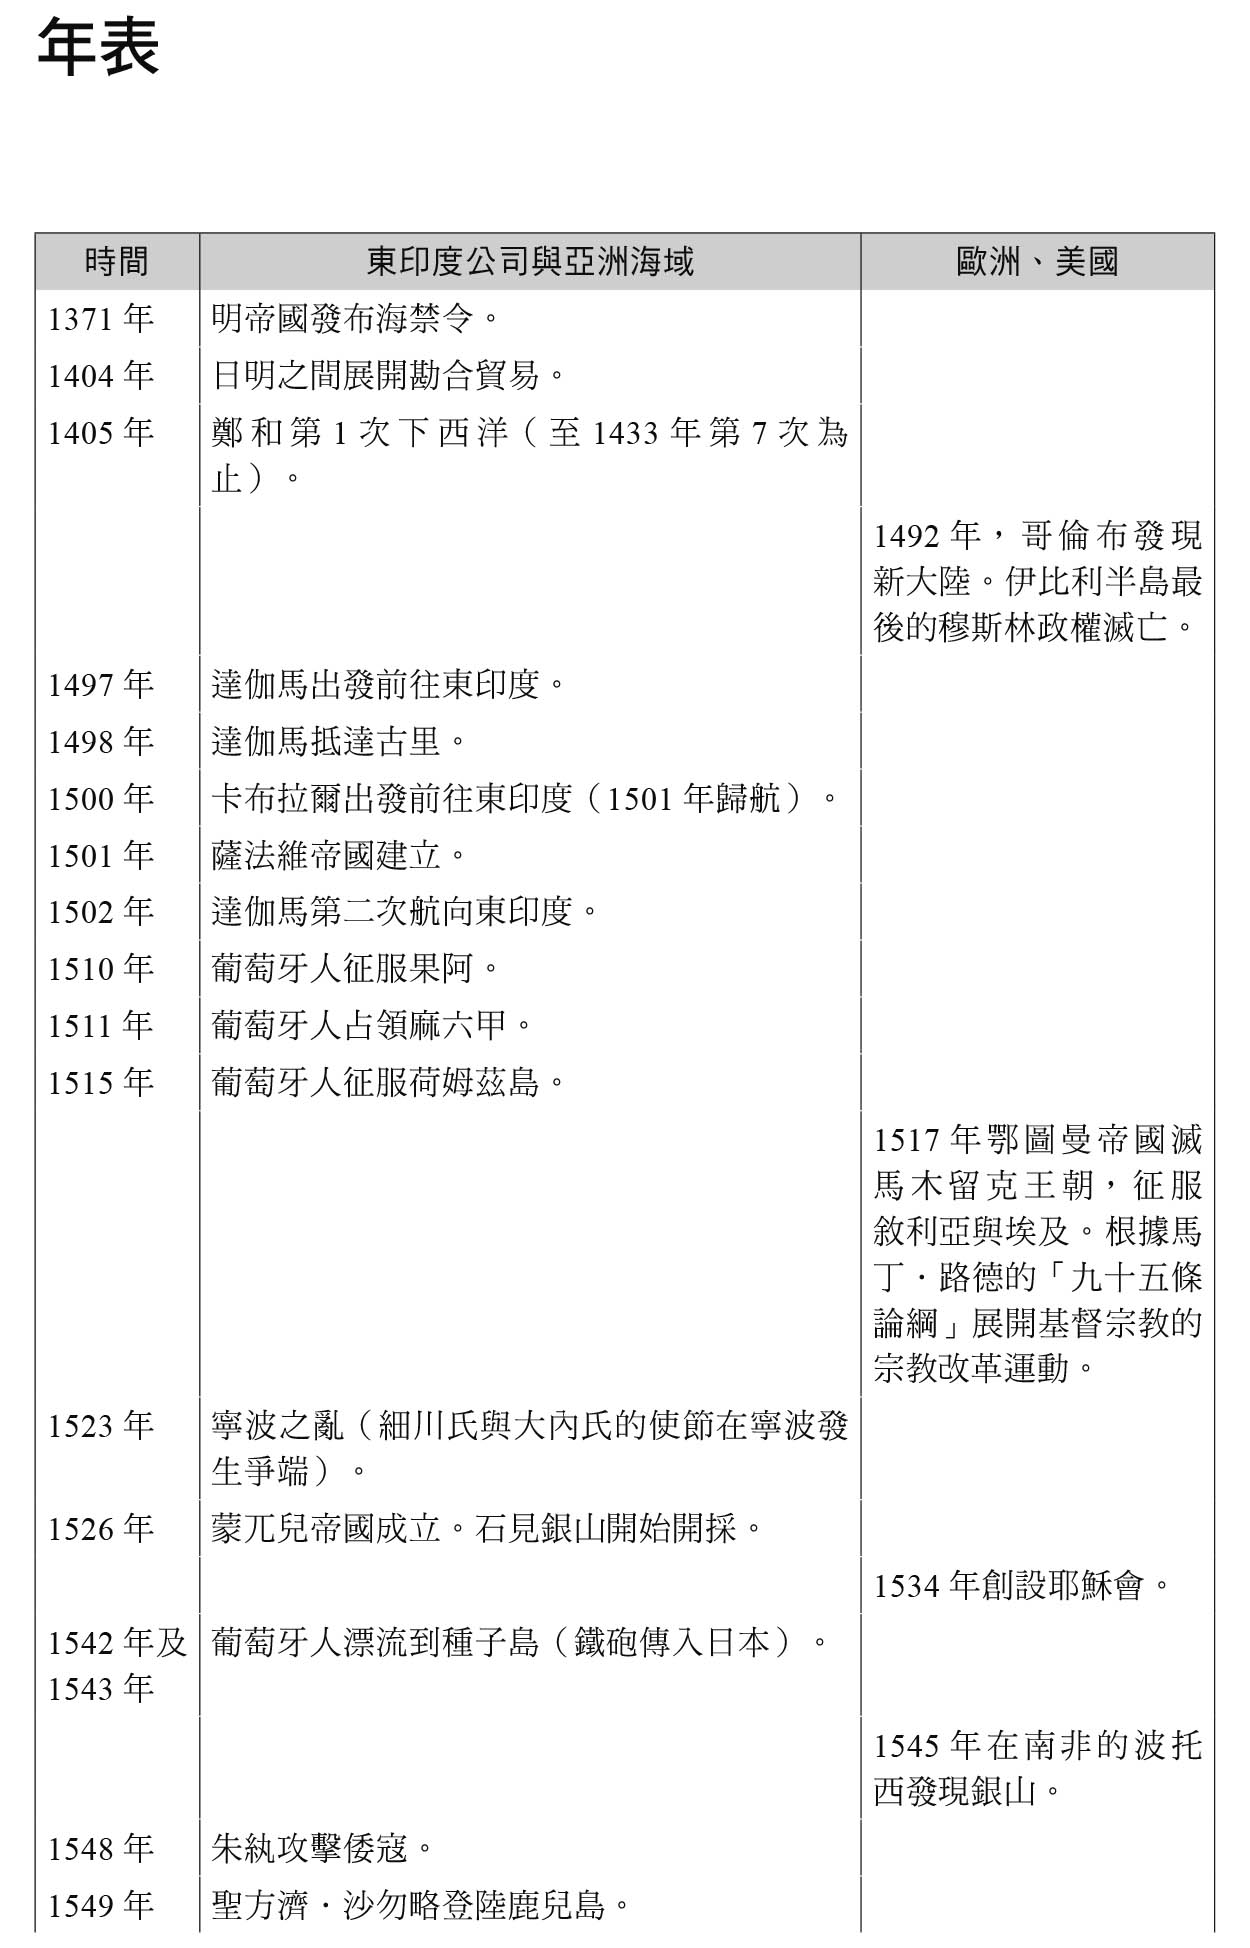 年表
時間 東印度公司與亞洲海域 歐洲、美國
1371 年 明帝國發布海禁令。
1404 年 日明之間展開勘合貿易。
1405 年 鄭和第 1 次下西洋（至 1433 年第 7 次為
止）。
1492 年，哥倫布發現
新大陸。伊比利半島最
後的穆斯林政權滅亡。
1497 年 達伽馬出發前往東印度。
1498 年 達伽馬抵達古里。
1500 年 卡布拉爾出發前往東印度（1501 年歸航）。
1501 年 薩法維帝國建立。
1502 年 達伽馬第二次航向東印度。
1510 年 葡萄牙人征服果阿。
1511 年 葡萄牙人占領麻六甲。
1515 年 葡萄牙人征服荷姆茲島。
1517 年鄂圖曼帝國滅
馬木留克王朝，征服
敘利亞與埃及。根據馬
丁．路德的「九十五條
論綱」展開基督宗教的
宗教改革運動。
1523 年 寧波之亂（細川氏與大內氏的使節在寧波發
生爭端）。
1526 年 蒙兀兒帝國成立。石見銀山開始開採。
1534 年創設耶穌會。
1542 年及 葡萄牙人漂流到種子島（鐵砲傳入日本）。
1543 年
1545 年在南非的波托
西發現銀山。
1548 年 朱紈攻擊倭寇。
1549 年 聖方濟．沙勿略登陸鹿兒島。